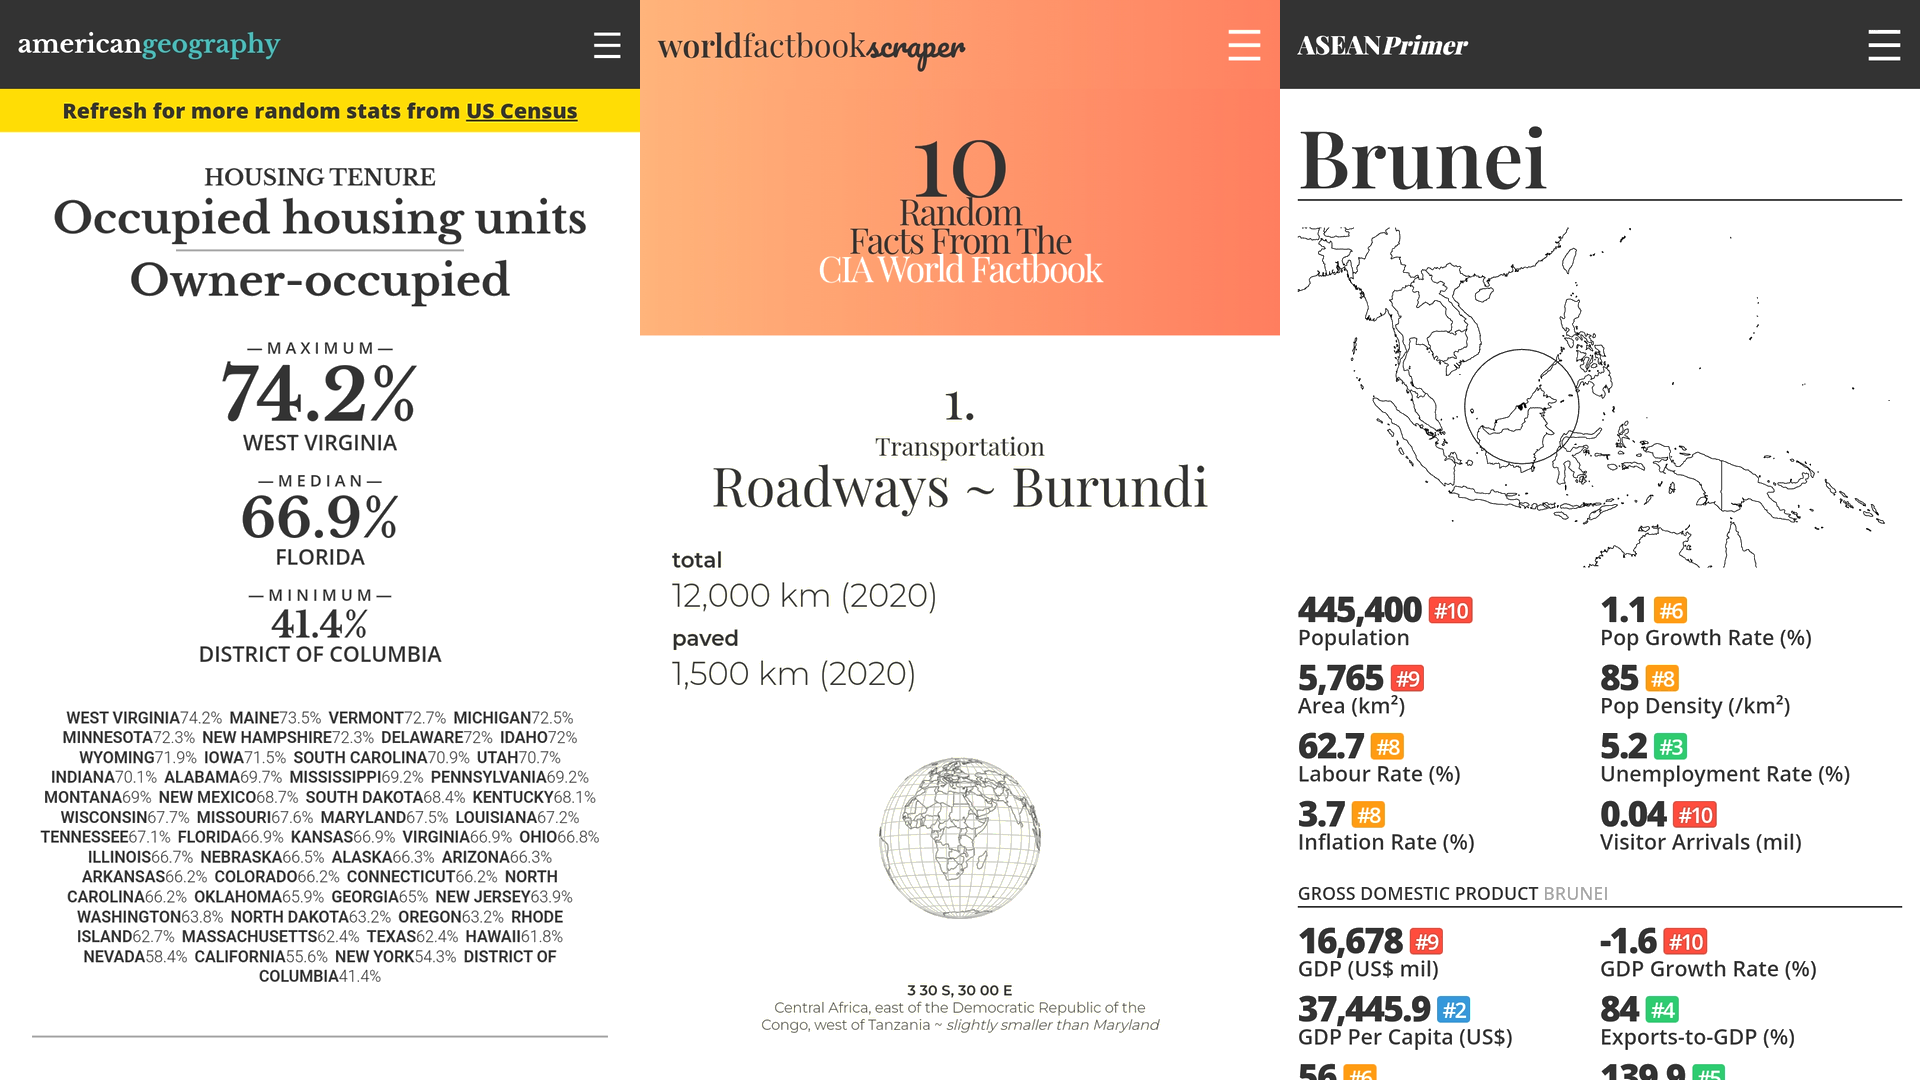 americangeography
Refresh for more random stats from US Census
HOUSING TENURE
Occupied housing units
Owner-occupied
—MAXIMUM—
74.2%
WEST VIRGINIA
—MEDIAN—
66.9%
FLORIDA
—MINIMUM—
41.4%
DISTRICT OF COLUMBIA
WEST VIRGINIA74.2% MAINE73.5% VERMONT72.7% MICHIGAN72.5%
MINNESOTA72.3% NEW HAMPSHIRE72.3% DELAWARE72% IDAHO72%
WYOMING71.9% IOWA71.5% SOUTH CAROLINA70.9% UTAH70.7%
INDIANA70.1% ALABAMA69.7% MISSISSIPPI69.2% PENNSYLVANIA69.2%
MONTANA69% NEW MEXICO68.7% SOUTH DAKOTA68.4% KENTUCKY68.1%
WISCONSIN67.7% MISSOURI67.6% MARYLAND67.5% LOUISIANA67.2%
TENNESSEE67.1% FLORIDA66.9% KANSAS66.9% VIRGINIA66.9% OHIO66.8%
ILLINOIS66.7% NEBRASKA66.5% ALASKA66.3% ARIZONA66.3%
ARKANSAS66.2% COLORADO66.2% CONNECTICUT66.2% NORTH
CAROLINA66.2% OKLAHOMA65.9% GEORGIA65% NEW JERSEY63.9%
WASHINGTON63.8% NORTH DAKOTA63.2% OREGON63.2% RHODE
ISLAND62.7% MASSACHUSETTS62.4% TEXAS62.4% HAWAII61.8%
NEVADA58.4% CALIFORNIA55.6% NEW YORK54.3% DISTRICT OF
COLUMBIA41.4%
worldfactbookscraper
10
Random
Facts From The
CIA World Factbook
1.
Transportation
Roadways ~ Burundi
total
12,000 km (2020)
paved
1,500 km (2020)
3 30 S, 30 00 E
Central Africa, east of the Democratic Republic of the
Congo, west of Tanzania ~ slightly smaller than Maryland
ASEANPrimer
Brunei
445,400 #10
Population
1.1 #6
Pop Growth Rate (%)
5,765 #9
Area (km²)
85 #8
Pop Density (/km²)
62.7 #8
Labour Rate (%)
5.2 #3
Unemployment Rate (%)
3.7 #8
Inflation Rate (%)
0.04 #10
Visitor Arrivals (mil)
GROSS DOMESTIC PRODUCT BRUNEI
16,678 #9
GDP (US$ mil)
-1.6 #10
GDP Growth Rate (%)
37,445.9 #2
GDP Per Capita (US$)
84 #4
Exports-to-GDP (%)
56 #6
139.9 #5